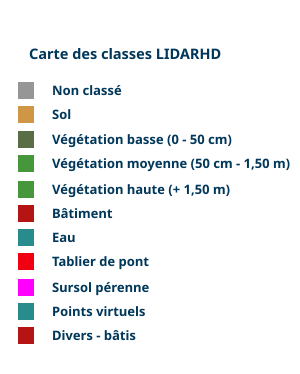 Carte des classes LIDARHD
Non classé
Sol
Végétation basse (0 - 50 cm)
Végétation moyenne (50 cm - 1,50 m)
Végétation haute (+ 1,50 m)
Bâtiment
Eau
Tablier de pont
Sursol pérenne
Points virtuels
Divers - bâtis